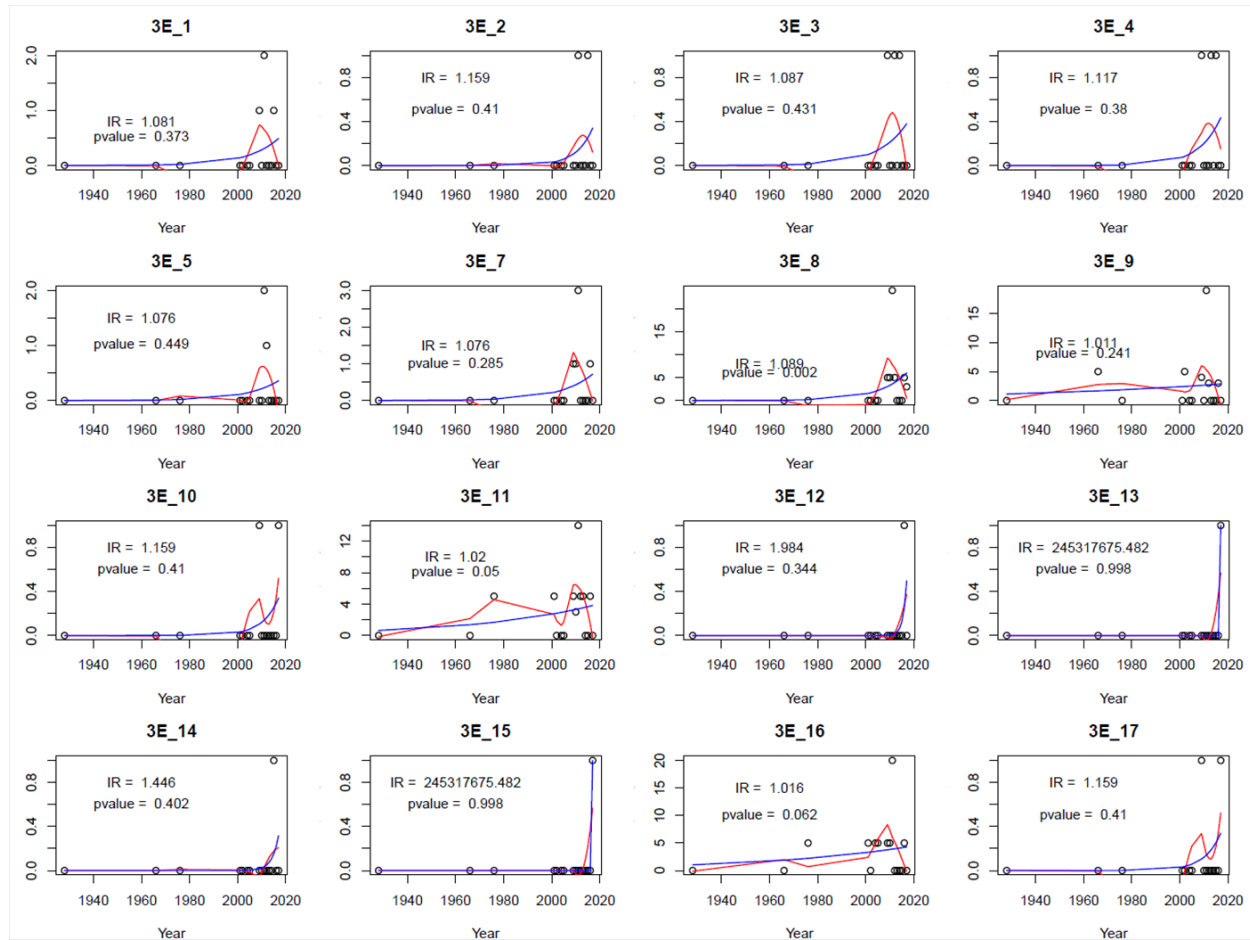 3E_1 3E_2 3E_3 3E_4
2.0
1.0
0.0
IR = 1.081
pvalue = 0.373
1940 1960 1980 2000 2020
Year
0.8
0.4
0.0
IR = 1.159
pvalue = 0.41
1940 1960 1980 2000 2020
Year
0.8
0.4
0.0
IR = 1.087
pvalue = 0.431
1940 1960 1980 2000 2020
Year
0.8
0.4
0.0
IR = 1.117
pvalue = 0.38
1940 1960 1980 2000 2020
Year
3E_5 3E_7 3E_8 3E_9
2.0
1.0
0.0
IR = 1.076
pvalue = 0.449
1940 1960 1980 2000 2020
Year
3.0
2.0
1.0
0.0
IR = 1.076
pvalue = 0.285
1940 1960 1980 2000 2020
Year
15
5
0
IR = 1.089
pvalue = 0.002
1940 1960 1980 2000 2020
Year
15
10
5
0
IR = 1.011
pvalue = 0.241
1940 1960 1980 2000 2020
Year
3E_10 3E_11 3E_12 3E_13
0.8
0.4
0.0
IR = 1.159
pvalue = 0.41
1940 1960 1980 2000 2020
Year
12
8
4
0
IR = 1.02
pvalue = 0.05
1940 1960 1980 2000 2020
Year
0.8
0.4
0.0
IR = 1.984
pvalue = 0.344
1940 1960 1980 2000 2020
Year
0.8
0.4
0.0
IR = 245317675.482
pvalue = 0.998
1940 1960 1980 2000 2020
Year
3E_14 3E_15 3E_16 3E_17
0.8
0.4
0.0
IR = 1.446
pvalue = 0.402
1940 1960 1980 2000 2020
Year
0.8
0.4
0.0
IR = 245317675.482
pvalue = 0.998
1940 1960 1980 2000 2020
Year
20
15
10
5
0
IR = 1.016
pvalue = 0.062
1940 1960 1980 2000 2020
Year
0.8
0.4
0.0
IR = 1.159
pvalue = 0.41
1940 1960 1980 2000 2020
Year